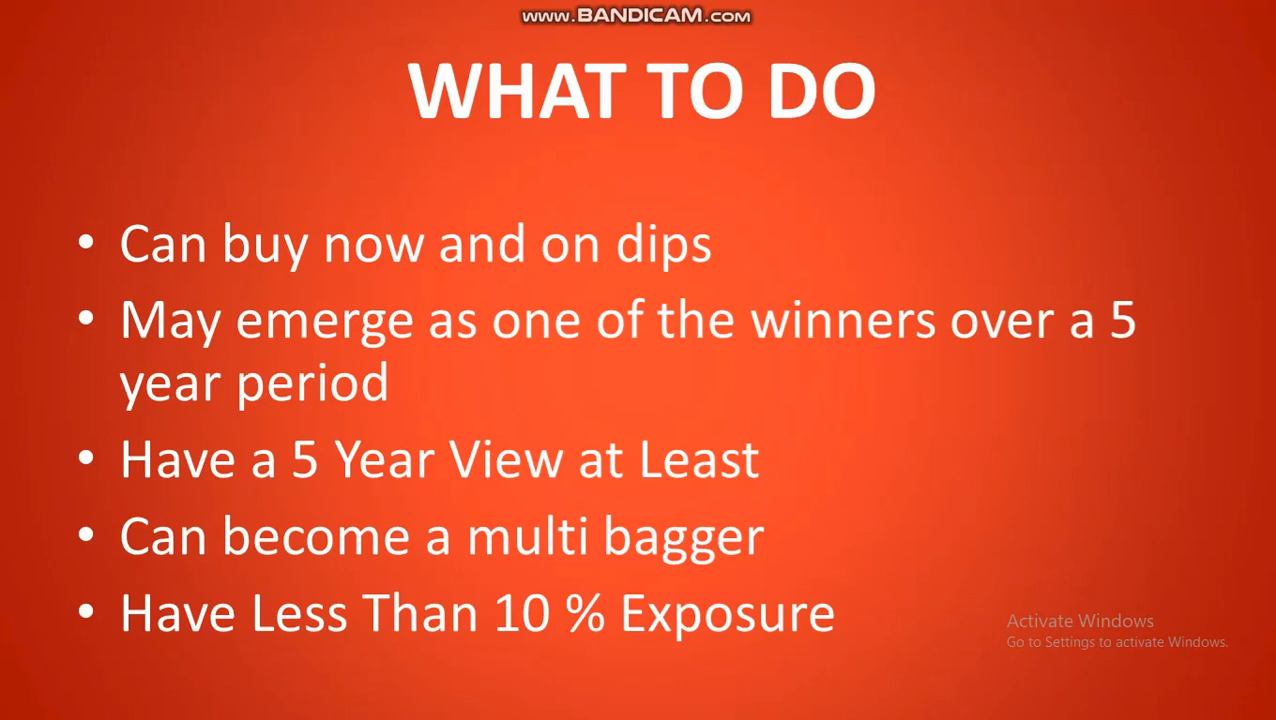 www.BANDICAM.com
WHAT TO DO
• Can buy now and on dips
• May emerge as one of the winners over a 5
year period
• Have a 5 Year View at Least
• Can become a multi bagger
• Have Less Than 10 % Exposure
Activate Windows
Go to Settings to activate Windows.